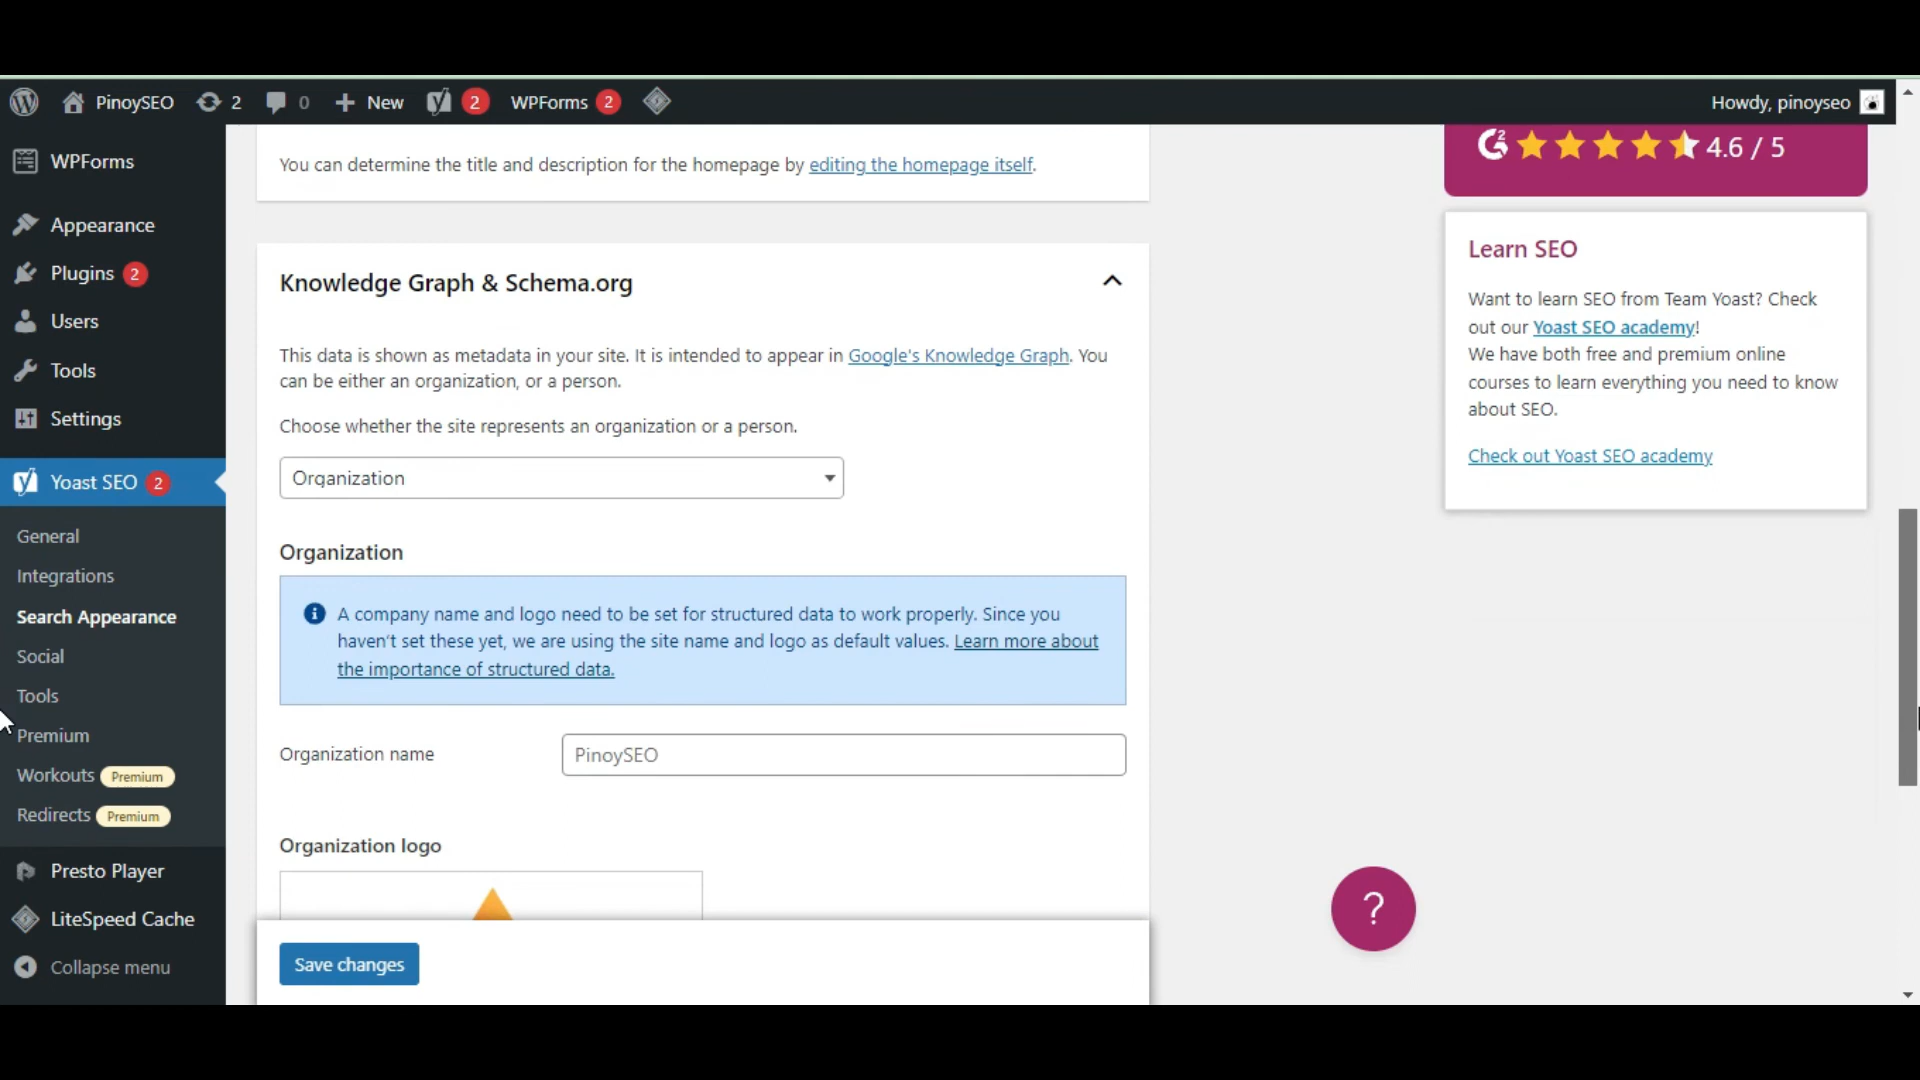 PinoySEO 2 0 New 2 WPForms 2 Howdy, pinoyseo
WPForms
Appearance
Plugins 2
Users
Tools
Settings
Yoast SEO 2
General
Integrations
Search Appearance
Social
Tools
Premium
Workouts Premium
Redirects Premium
Presto Player
LiteSpeed Cache
Collapse menu
You can determine the title and description for the homepage by editing the homepage itself.
Knowledge Graph & Schema.org
This data is shown as metadata in your site. It is intended to appear in Google's Knowledge Graph. You
can be either an organization, or a person.
Choose whether the site represents an organization or a person.
Organization
Organization
A company name and logo need to be set for structured data to work properly. Since you
haven't set these yet, we are using the site name and logo as default values. Learn more about
the importance of structured data.
Organization name PinoySEO
Organization logo
Save changes
4.6 / 5
Learn SEO
Want to learn SEO from Team Yoast? Check
out our Yoast SEO academy!
We have both free and premium online
courses to learn everything you need to know
about SEO.
Check out Yoast SEO academy
?